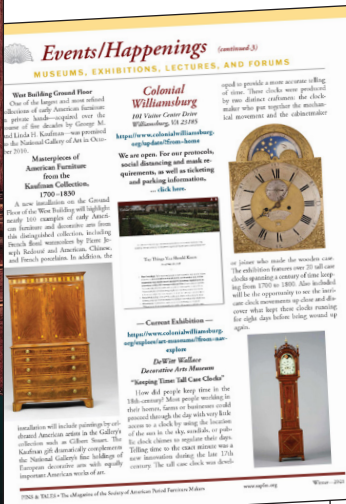 Events/Happenings (continued-3)
MUSEUMS, EXHIBITIONS, LECTURES, AND FORUMS
West Building Ground Floor
One of the largest and most refined
collections of early American furniture
in private hands—acquired over the
course of five decades by George M.
and Linda H. Kaufman—was promised
to the National Gallery of Art in Octo-
ber 2010.
Masterpieces of
American Furniture
from the
Kaufman Collection,
1700–1830
A new installation on the Ground
Floor of the West Building will highlight
nearly 100 examples of early Ameri-
can furniture and decorative arts from
this distinguished collection, including
French floral watercolors by Pierre Jo-
seph Redouté and American, Chinese,
and French porcelains. In addition, the
installation will include paintings by cel-
ebrated American artists in the Gallery's
collection such as Gilbert Stuart. The
Kaufman gift dramatically complements
the National Gallery's fine holdings of
European decorative arts with equally
important American works of art.
Colonial
Williamsburg
101 Visitor Center Drive
Williamsburg, VA 23185
https://www.colonialwilliamsburg.
org/update/?from=home
We are open. For our protocols,
social distancing and mask re-
quirements, as well as ticketing
and parking information,
— click here.
Top Things You Should Know
— Current Exhibition —
https://www.colonialwilliamsburg.
org/explore/art-museums/?from=nav-
explore
DeWitt Wallace
Decorative Arts Museum
"Keeping Time: Tall Case Clocks"
How did people keep time in the
18th-century? Most people working in
their homes, farms or businesses could
proceed through the day with very little
access to a clock by using the location
of the sun in the sky, sundials, or pub-
lic clock chimes to regulate their days.
Telling time to the exact minute was a
new innovation during the late 17th
century. The tall case clock was devel-
oped to provide a more accurate telling
of time. These clocks were produced
by two distinct craftsmen: the clock-
maker who put together the mechan-
ical movement and the cabinetmaker
or joiner who made the wooden case.
The exhibition features over 20 tall case
clocks spanning a century of time keep-
ing from 1700 to 1800. Also included
will be the opportunity to see the intri-
cate clock movements up close and dis-
cover what kept these clocks running
for eight days before being wound up
again.
PINS & TALES • The eMagazine of the Society of American Period Furniture Makers
www.sapfm.org
Winter—2021